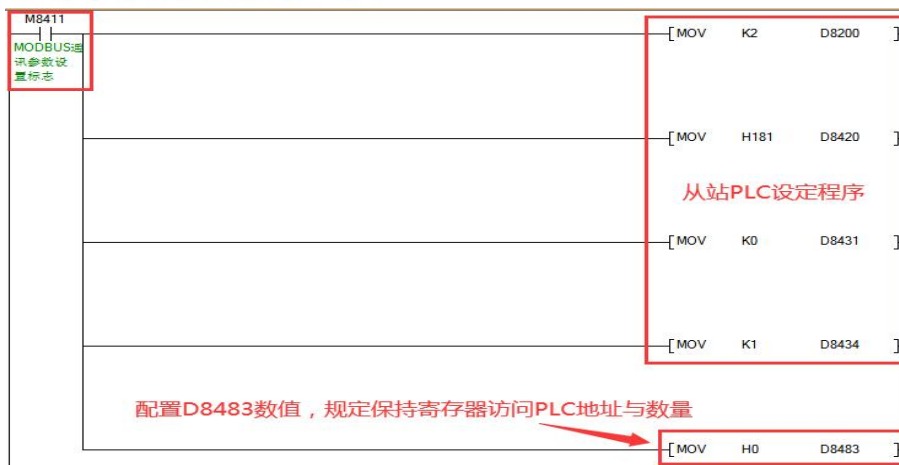 M8411
MODBUS通
讯参数设
置标志
[ MOV K2 D8200 ]
[ MOV H181 D8420 ]
从站PLC设定程序
[ MOV K0 D8431 ]
[ MOV K1 D8434 ]
配置D8483数值，规定保持寄存器访问PLC地址与数量
[ MOV H0 D8483 ]